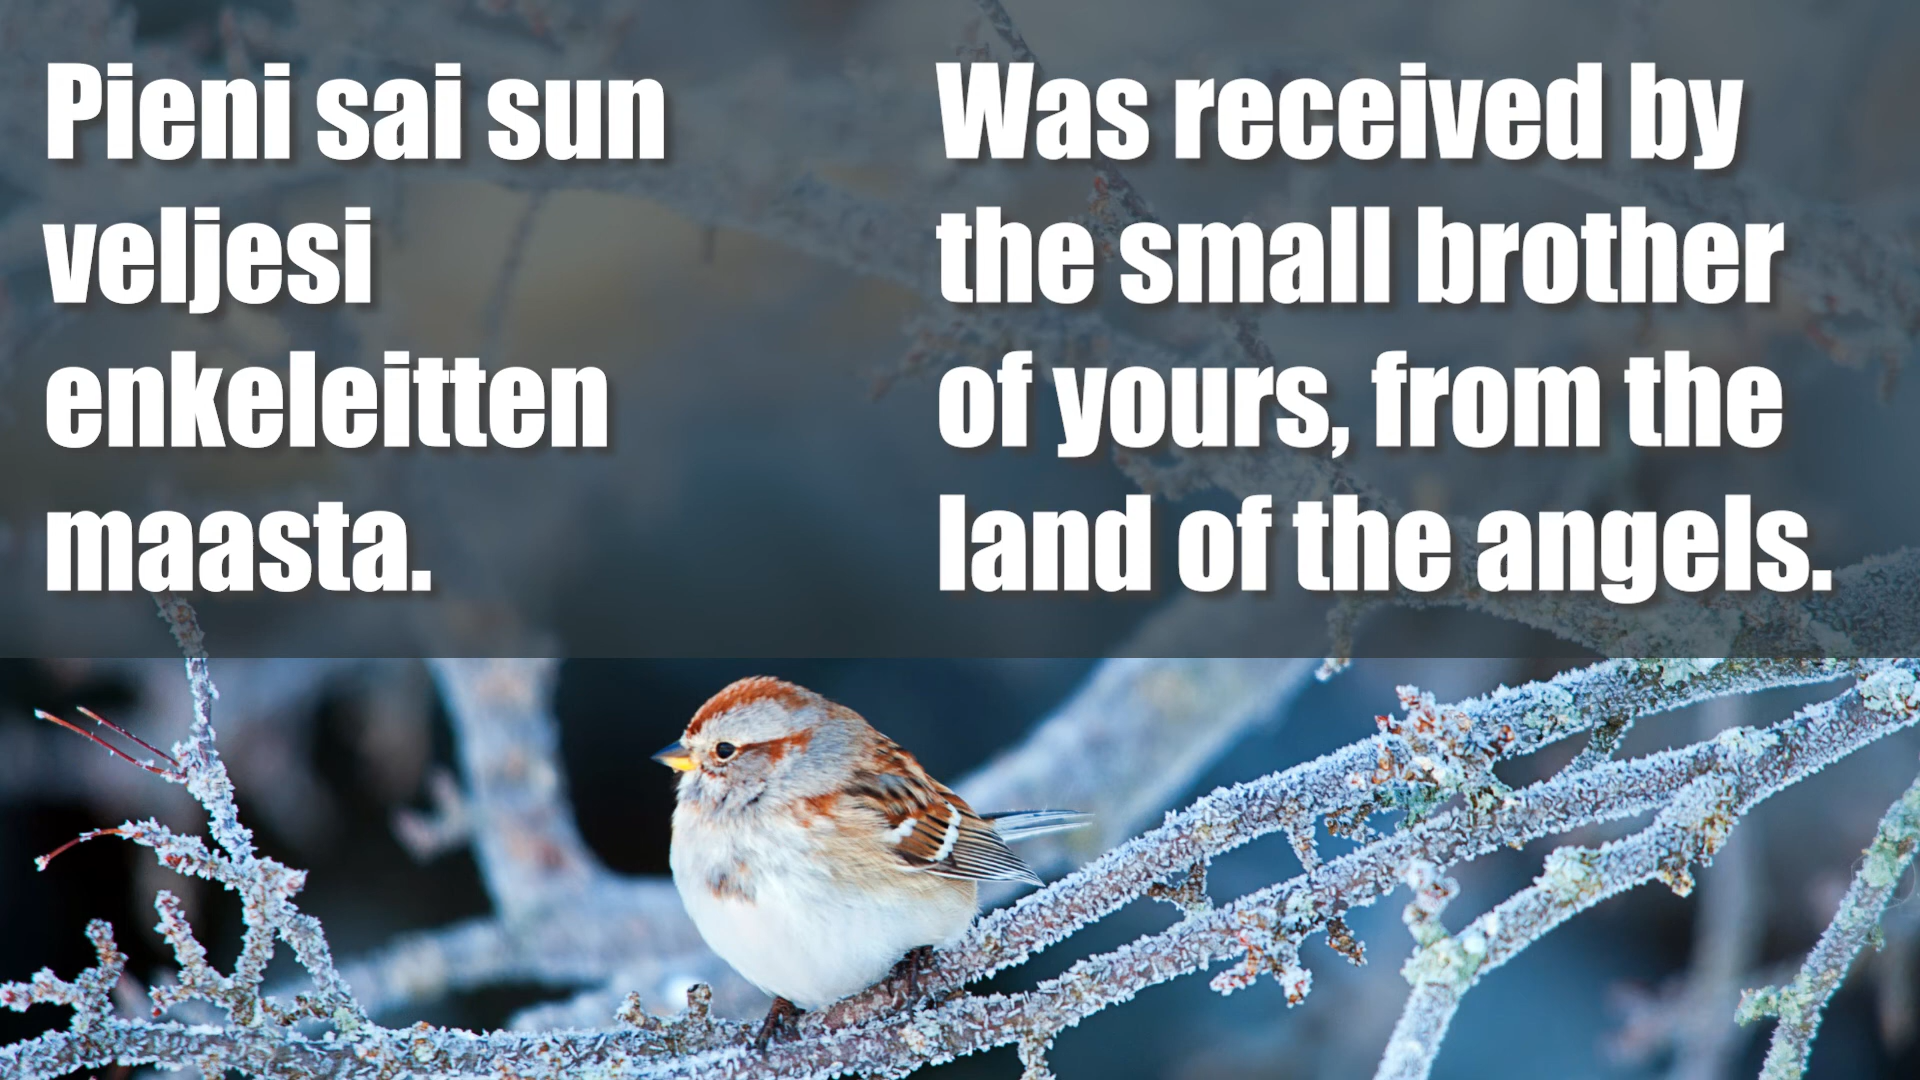 Pieni sai sun
veljesi
enkeleitten
maasta.
Was received by
the small brother
of yours, from the
land of the angels.